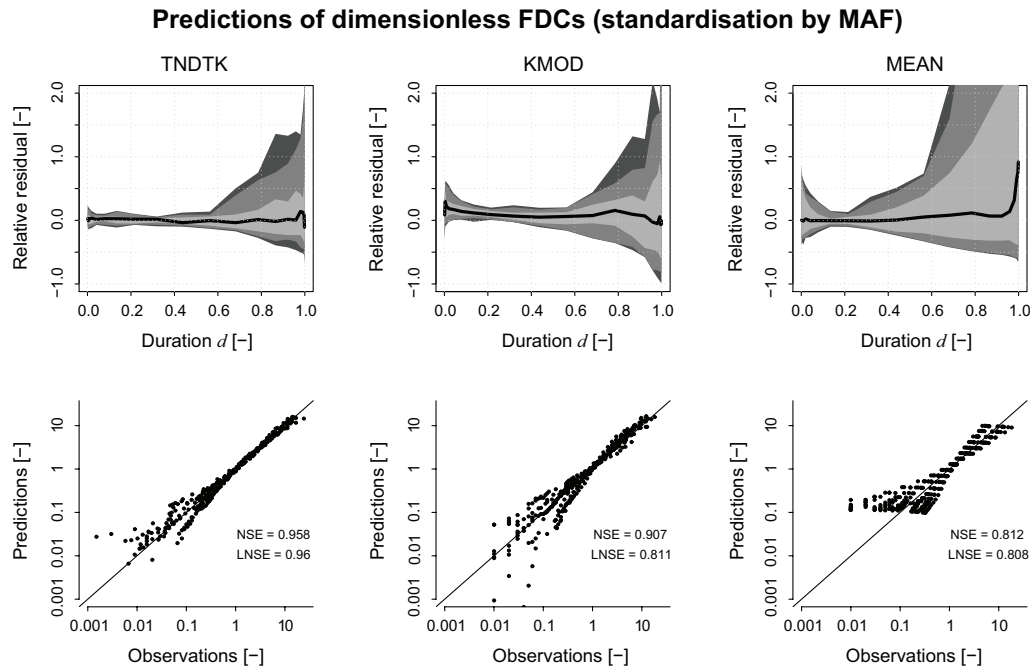 Predictions of dimensionless FDCs (standardisation by MAF)
TNDTK
KMOD
MEAN
Relative residual [−]
2.0
1.0
0.0
−1.0
0.0 0.2 0.4 0.6 0.8 1.0
Duration d [−]
Relative residual [−]
2.0
1.0
0.0
−1.0
0.0 0.2 0.4 0.6 0.8 1.0
Duration d [−]
Relative residual [−]
2.0
1.0
0.0
−1.0
0.0 0.2 0.4 0.6 0.8 1.0
Duration d [−]
Predictions [−]
10
1
0.1
0.01
0.001
NSE = 0.958
LNSE = 0.96
0.001 0.1 1 10
Observations [−]
Predictions [−]
10
1
0.1
0.01
0.001
NSE = 0.907
LNSE = 0.811
0.001 0.01 0.1 1 10
Observations [−]
Predictions [−]
10
1
0.1
0.01
0.001
NSE = 0.812
LNSE = 0.808
0.001 0.01 0.1 1 10
Observations [−]